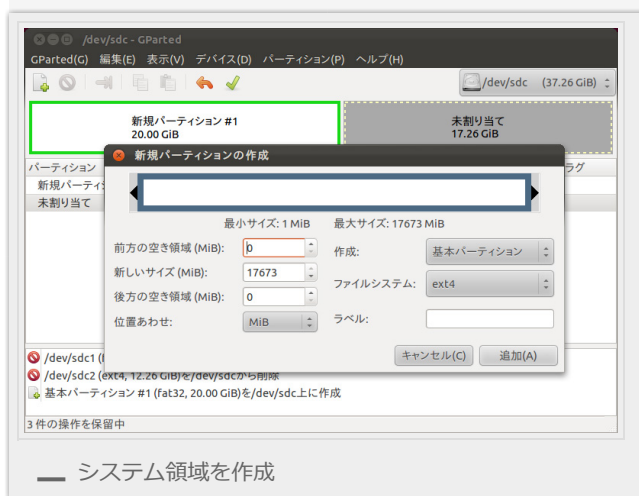 /dev/sdc - GParted
GParted(G) 編集(E) 表示(V) デバイス(D) パーティション(P) ヘルプ(H)
/dev/sdc (37.26 GiB)
新規パーティション #1
20.00 GiB
未割り当て
17.26 GiB
パーティション
ラグ
新規パーティ
未割り当て
新規パーティションの作成
最小サイズ: 1 MiB 最大サイズ: 17673 MiB
前方の空き領域 (MiB): 0
新しいサイズ (MiB): 17673
後方の空き領域 (MiB): 0
位置あわせ: MiB
作成: 基本パーティション
ファイルシステム: ext4
ラベル:
キャンセル(C) 追加(A)
/dev/sdc1 (
/dev/sdc2 (ext4, 12.26 GiB)を/dev/sdcから削除
基本パーティション #1 (fat32, 20.00 GiB)を/dev/sdc上に作成
3 件の操作を保留中
システム領域を作成